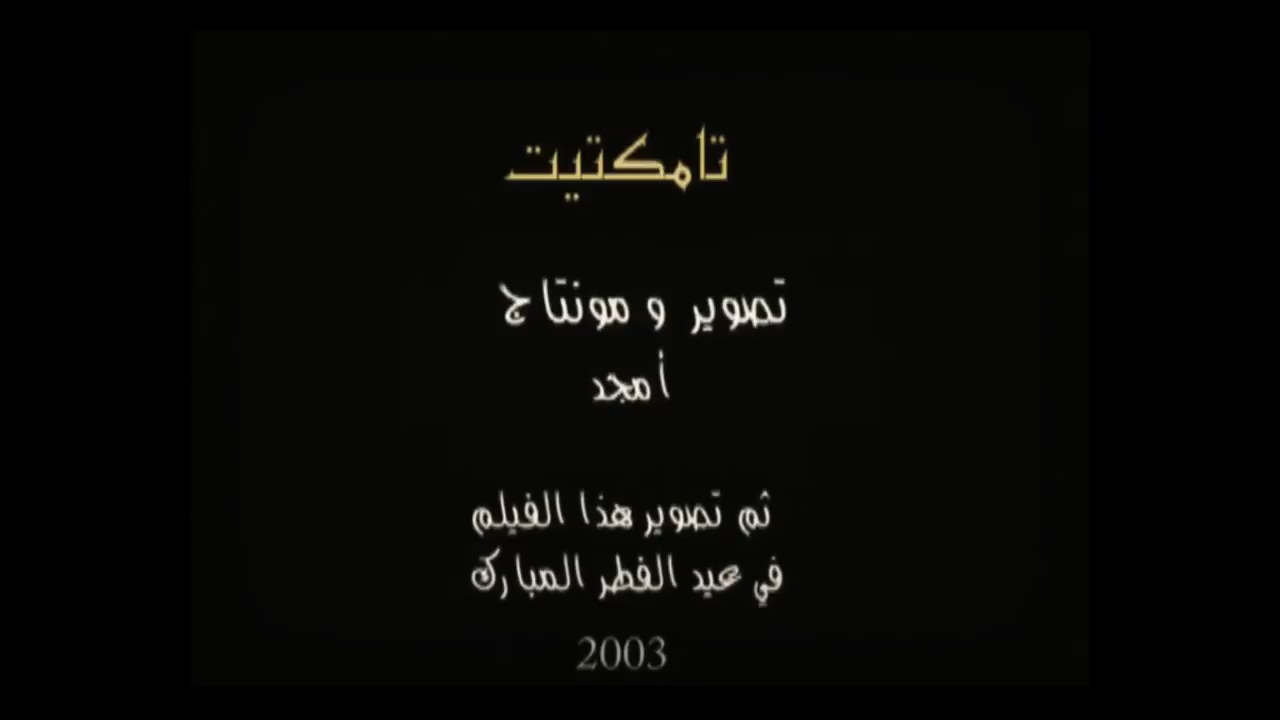 تامكتيت
تصوير و مونتاج
أمجد
ثم تصوير هذا الفيلم
في عيد الفطر المبارك
2003